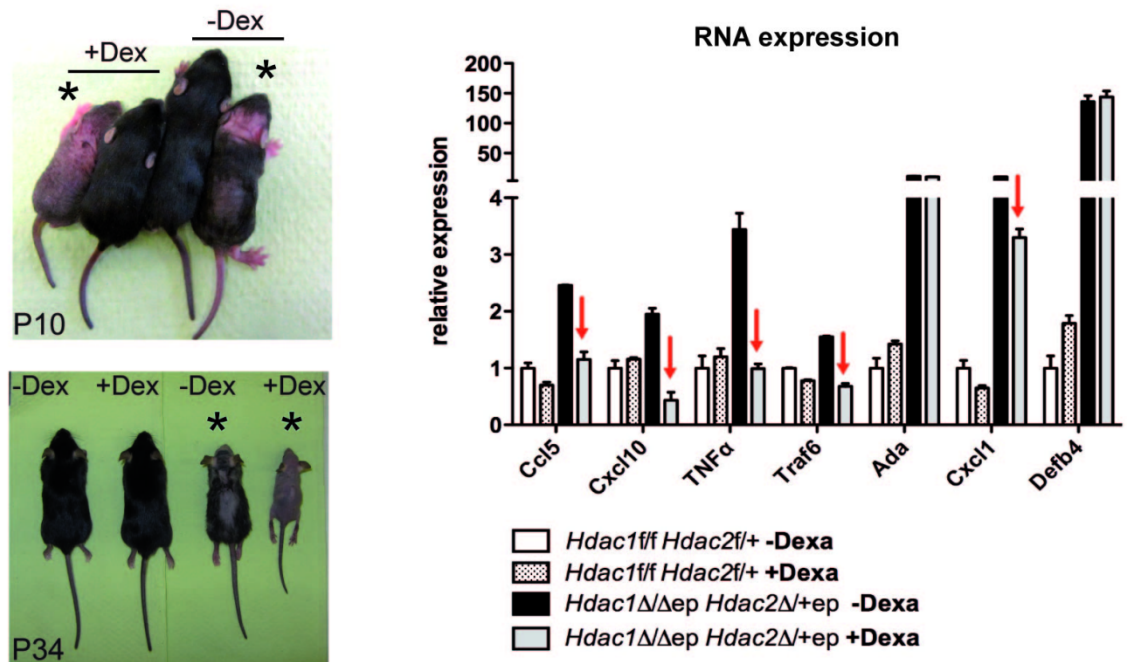 -Dex
+Dex
*
*
P10
-Dex +Dex -Dex +Dex
* *
P34
RNA expression
relative expression
200
150
100
50
4
3
2
1
0
Ccl5 Cxcl10 TNFα Traf6 Ada Cxcl1 Defb4
Hdac1f/f Hdac2f/+ -Dexa
Hdac1f/f Hdac2f/+ +Dexa
Hdac1Δ/Δep Hdac2Δ/+ep -Dexa
Hdac1Δ/Δep Hdac2Δ/+ep +Dexa